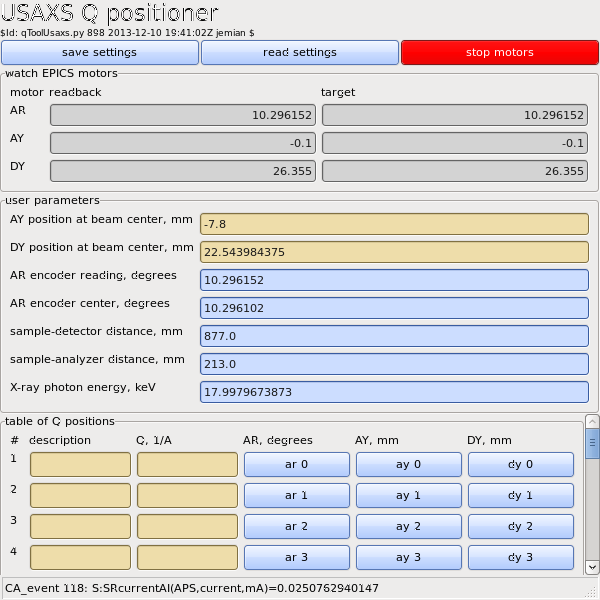 USAXS Q positioner
$Id: qToolUsaxs.py 898 2013-12-10 19:41:02Z jemian $
save settings read settings stop motors
watch EPICS motors
motor readback target
AR 10.296152 10.296152
AY -0.1 -0.1
DY 26.355 26.355
user parameters
AY position at beam center, mm -7.8
DY position at beam center, mm 22.543984375
AR encoder reading, degrees 10.296152
AR encoder center, degrees 10.296102
sample-detector distance, mm 877.0
sample-analyzer distance, mm 213.0
X-ray photon energy, keV 17.9979673873
table of Q positions
# description Q, 1/A AR, degrees AY, mm DY, mm
1 ar 0 ay 0 dy 0
2 ar 1 ay 1 dy 1
3 ar 2 ay 2 dy 2
4 ar 3 ay 3 dy 3
CA_event 118: S:SRcurrentAI(APS,current,mA)=0.0250762940147